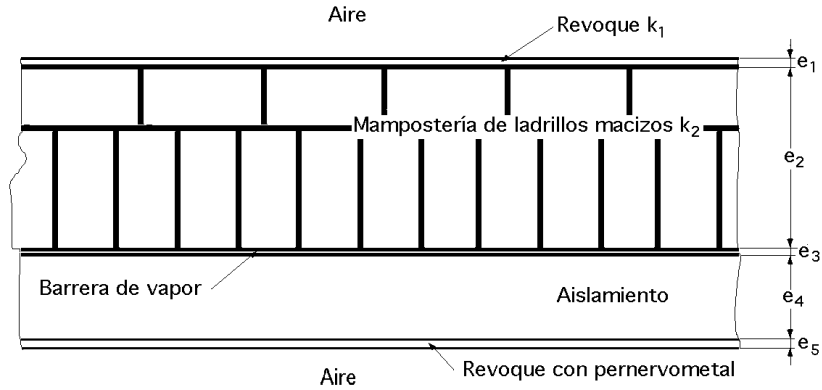 Aire
Revoque k₁
e₁
Mampostería de ladrillos macizos k₂
e₂
e₃
Barrera de vapor
Aislamiento
e₄
e₅
Revoque con pernervometal
Aire